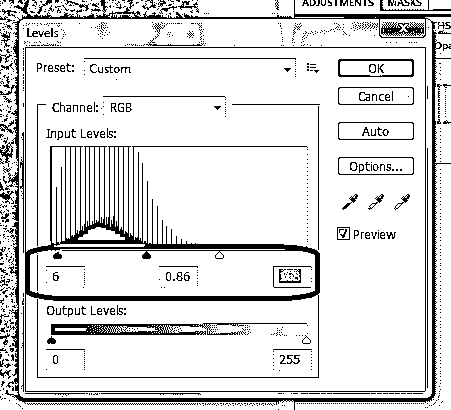 ADJUSTMENTS MASKS
Levels
Preset: Custom
OK
Cancel
Channel: RGB
Auto
Input Levels:
Options...
Preview
6 0.86
Output Levels:
0 255